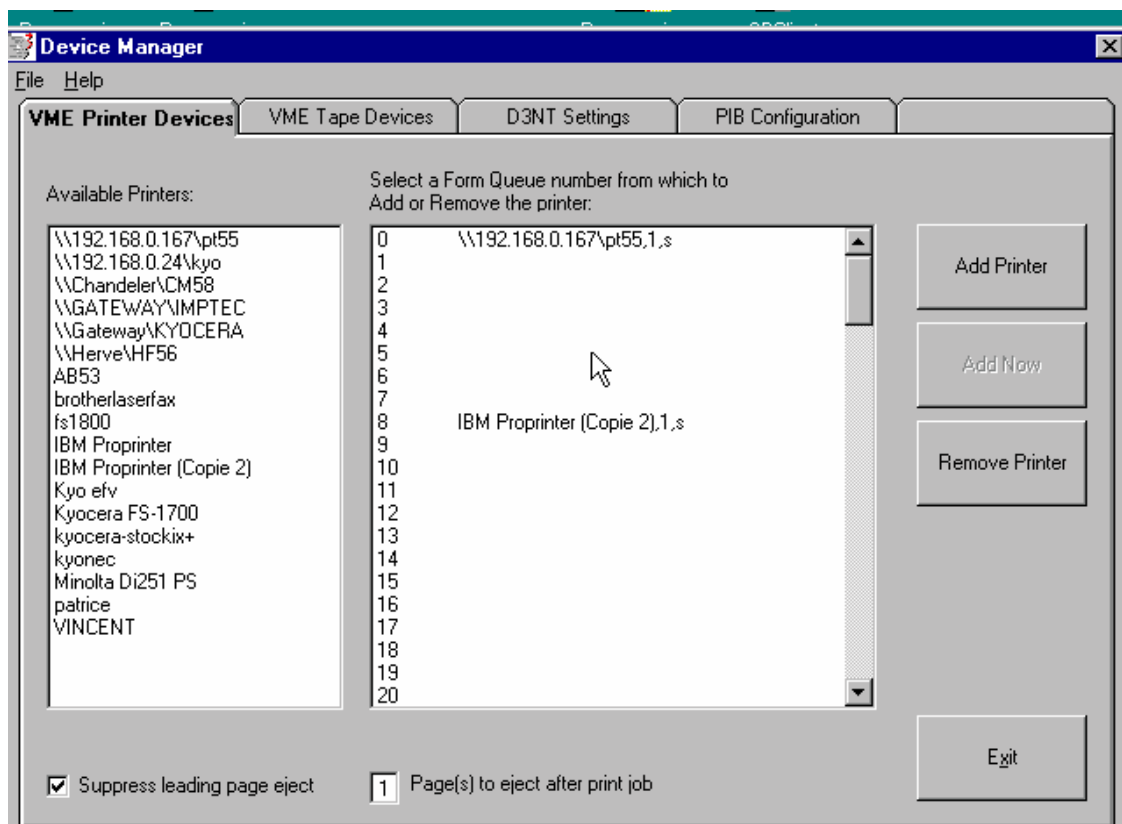 Device Manager
File Help
VME Printer Devices VME Tape Devices D3NT Settings PIB Configuration
Available Printers:
Select a Form Queue number from which to
Add or Remove the printer:
\\192.168.0.167\pt55
\\192.168.0.24\kyo
\\Chandeler\CM58
\\GATEWAY\IMPTEC
\\Gateway\KYOCERA
\\Herve\HF56
AB53
brotherlaserfax
fs1800
IBM Proprinter
IBM Proprinter (Copie 2)
Kyo efv
Kyocera FS-1700
kyocera-stockix+
kyonec
Minolta Di251 PS
patrice
VINCENT
0 \\192.168.0.167\pt55,1,s
1
2
3
4
5
6
7
8 IBM Proprinter (Copie 2),1,s
9
10
11
12
13
14
15
16
17
18
19
20
Add Printer
Add Now
Remove Printer
Exit
Suppress leading page eject
1 Page(s) to eject after print job